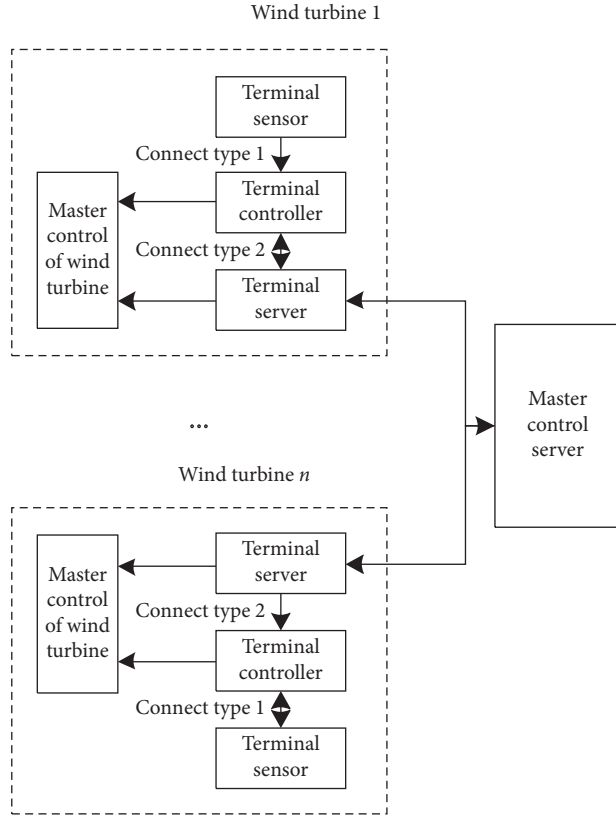 Wind turbine 1
Terminal
sensor
Connect type 1
Terminal
controller
Master
control
of wind
turbine
Connect type 2
Terminal
server
Master
control
server
...
Wind turbine n
Terminal
server
Master
control
of wind
turbine
Connect type 2
Terminal
controller
Connect type 1
Terminal
sensor